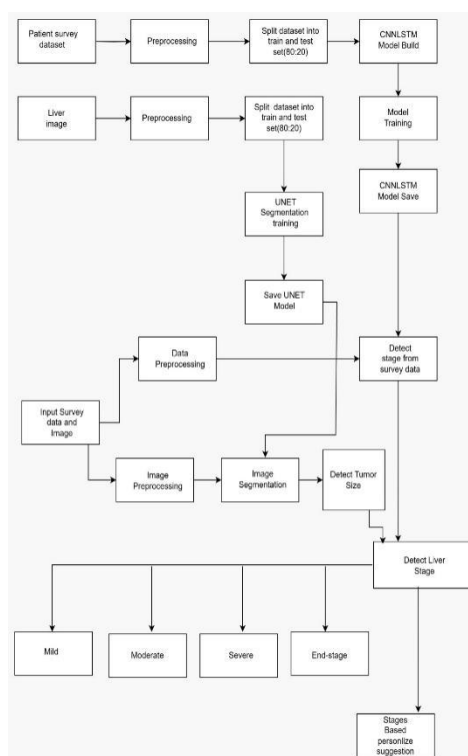 Patient survey
dataset
Preprocessing
Split dataset into
train and test
set(80:20)
CNNLSTM
Model Build
Liver
image
Preprocessing
Split dataset into
train and test
set(80:20)
Model
Training
UNET
Segmentation
training
CNNLSTM
Model Save
Save UNET
Model
Data
Preprocessing
Detect
stage from
survey data
Input Survey
data and
Image
Image
Preprocessing
Image
Segmentation
Detect Tumor
Size
Detect Liver
Stage
Mild
Moderate
Severe
End-stage
Stages
Based
personlize
suggestion